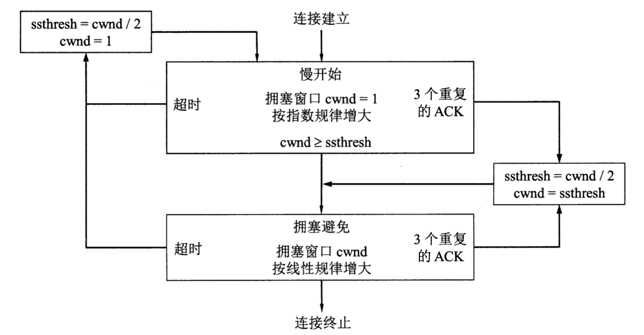 连接建立
ssthresh = cwnd / 2
cwnd = 1
慢开始
超时
拥塞窗口 cwnd = 1
按指数规律增大
3 个重复
的 ACK
cwnd ≥ ssthresh
ssthresh = cwnd / 2
cwnd = ssthresh
拥塞避免
超时
拥塞窗口 cwnd
按线性规律增大
3 个重复
的 ACK
连接终止